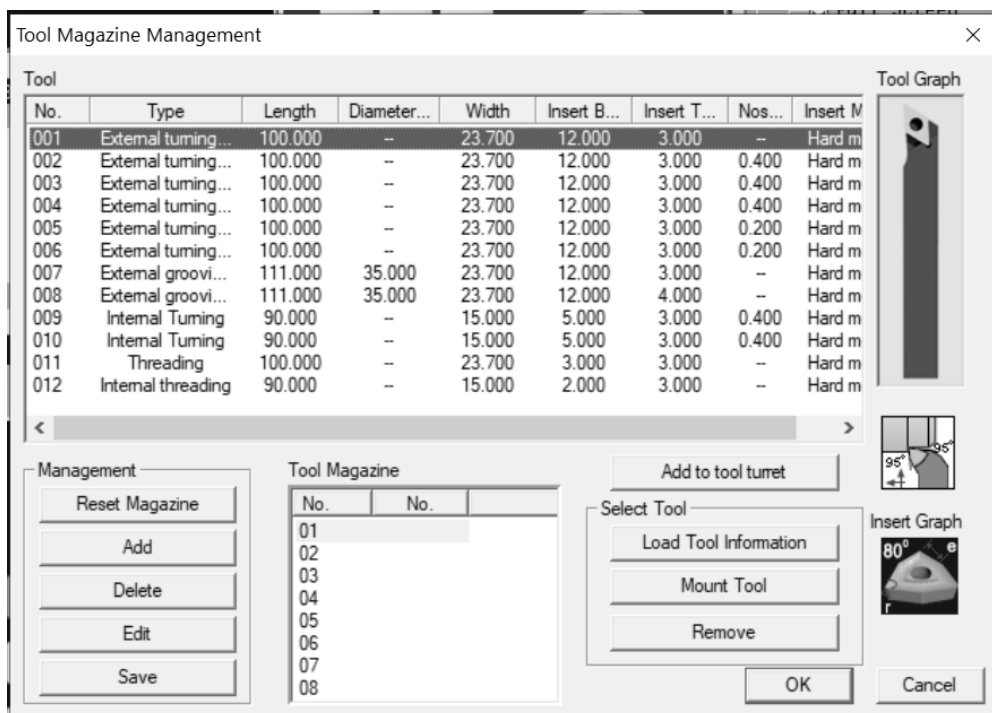 Tool Magazine Management
Tool
Tool Graph
No. Type Length Diameter... Width Insert B... Insert T... Nos... Insert M
001 External turning... 100.000 -- 23.700 12.000 3.000 -- Hard m
002 External turning... 100.000 -- 23.700 12.000 3.000 0.400 Hard m
003 External turning... 100.000 -- 23.700 12.000 3.000 0.400 Hard m
004 External turning... 100.000 -- 23.700 12.000 3.000 0.400 Hard m
005 External turning... 100.000 -- 23.700 12.000 3.000 0.200 Hard m
006 External turning... 100.000 -- 23.700 12.000 3.000 0.200 Hard m
007 External groovi... 111.000 35.000 23.700 12.000 3.000 -- Hard m
008 External groovi... 111.000 35.000 23.700 12.000 4.000 -- Hard m
009 Internal Turning 90.000 -- 15.000 5.000 3.000 0.400 Hard m
010 Internal Turning 90.000 -- 15.000 5.000 3.000 0.400 Hard m
011 Threading 100.000 -- 23.700 3.000 3.000 -- Hard m
012 Internal threading 90.000 -- 15.000 2.000 3.000 -- Hard m
95° 95°
Management
Reset Magazine
Add
Delete
Edit
Save
Tool Magazine
No. No.
01
02
03
04
05
06
07
08
Add to tool turret
Select Tool
Load Tool Information
Mount Tool
Remove
Insert Graph
80° e
r
OK
Cancel